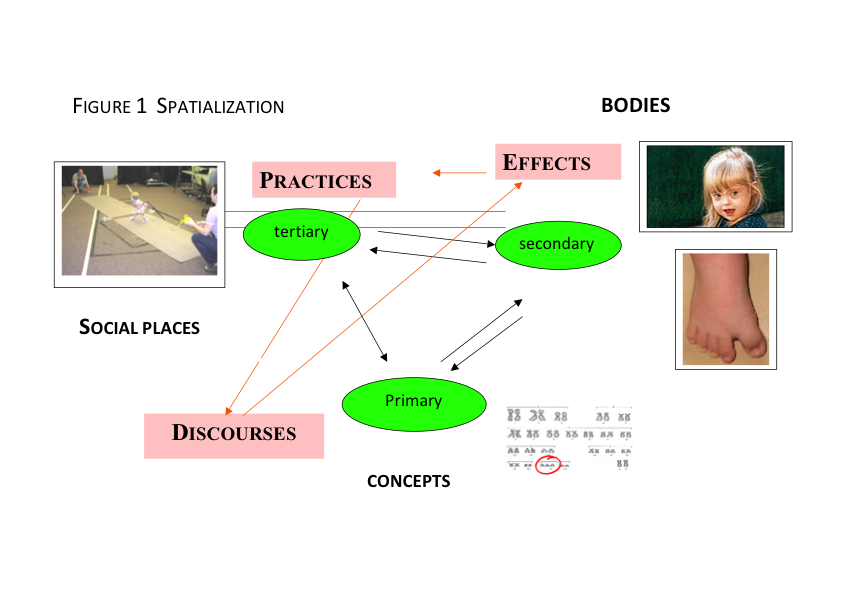 FIGURE 1 SPATIALIZATION
BODIES
EFFECTS
PRACTICES
tertiary
secondary
SOCIAL PLACES
Primary
DISCOURSES
CONCEPTS